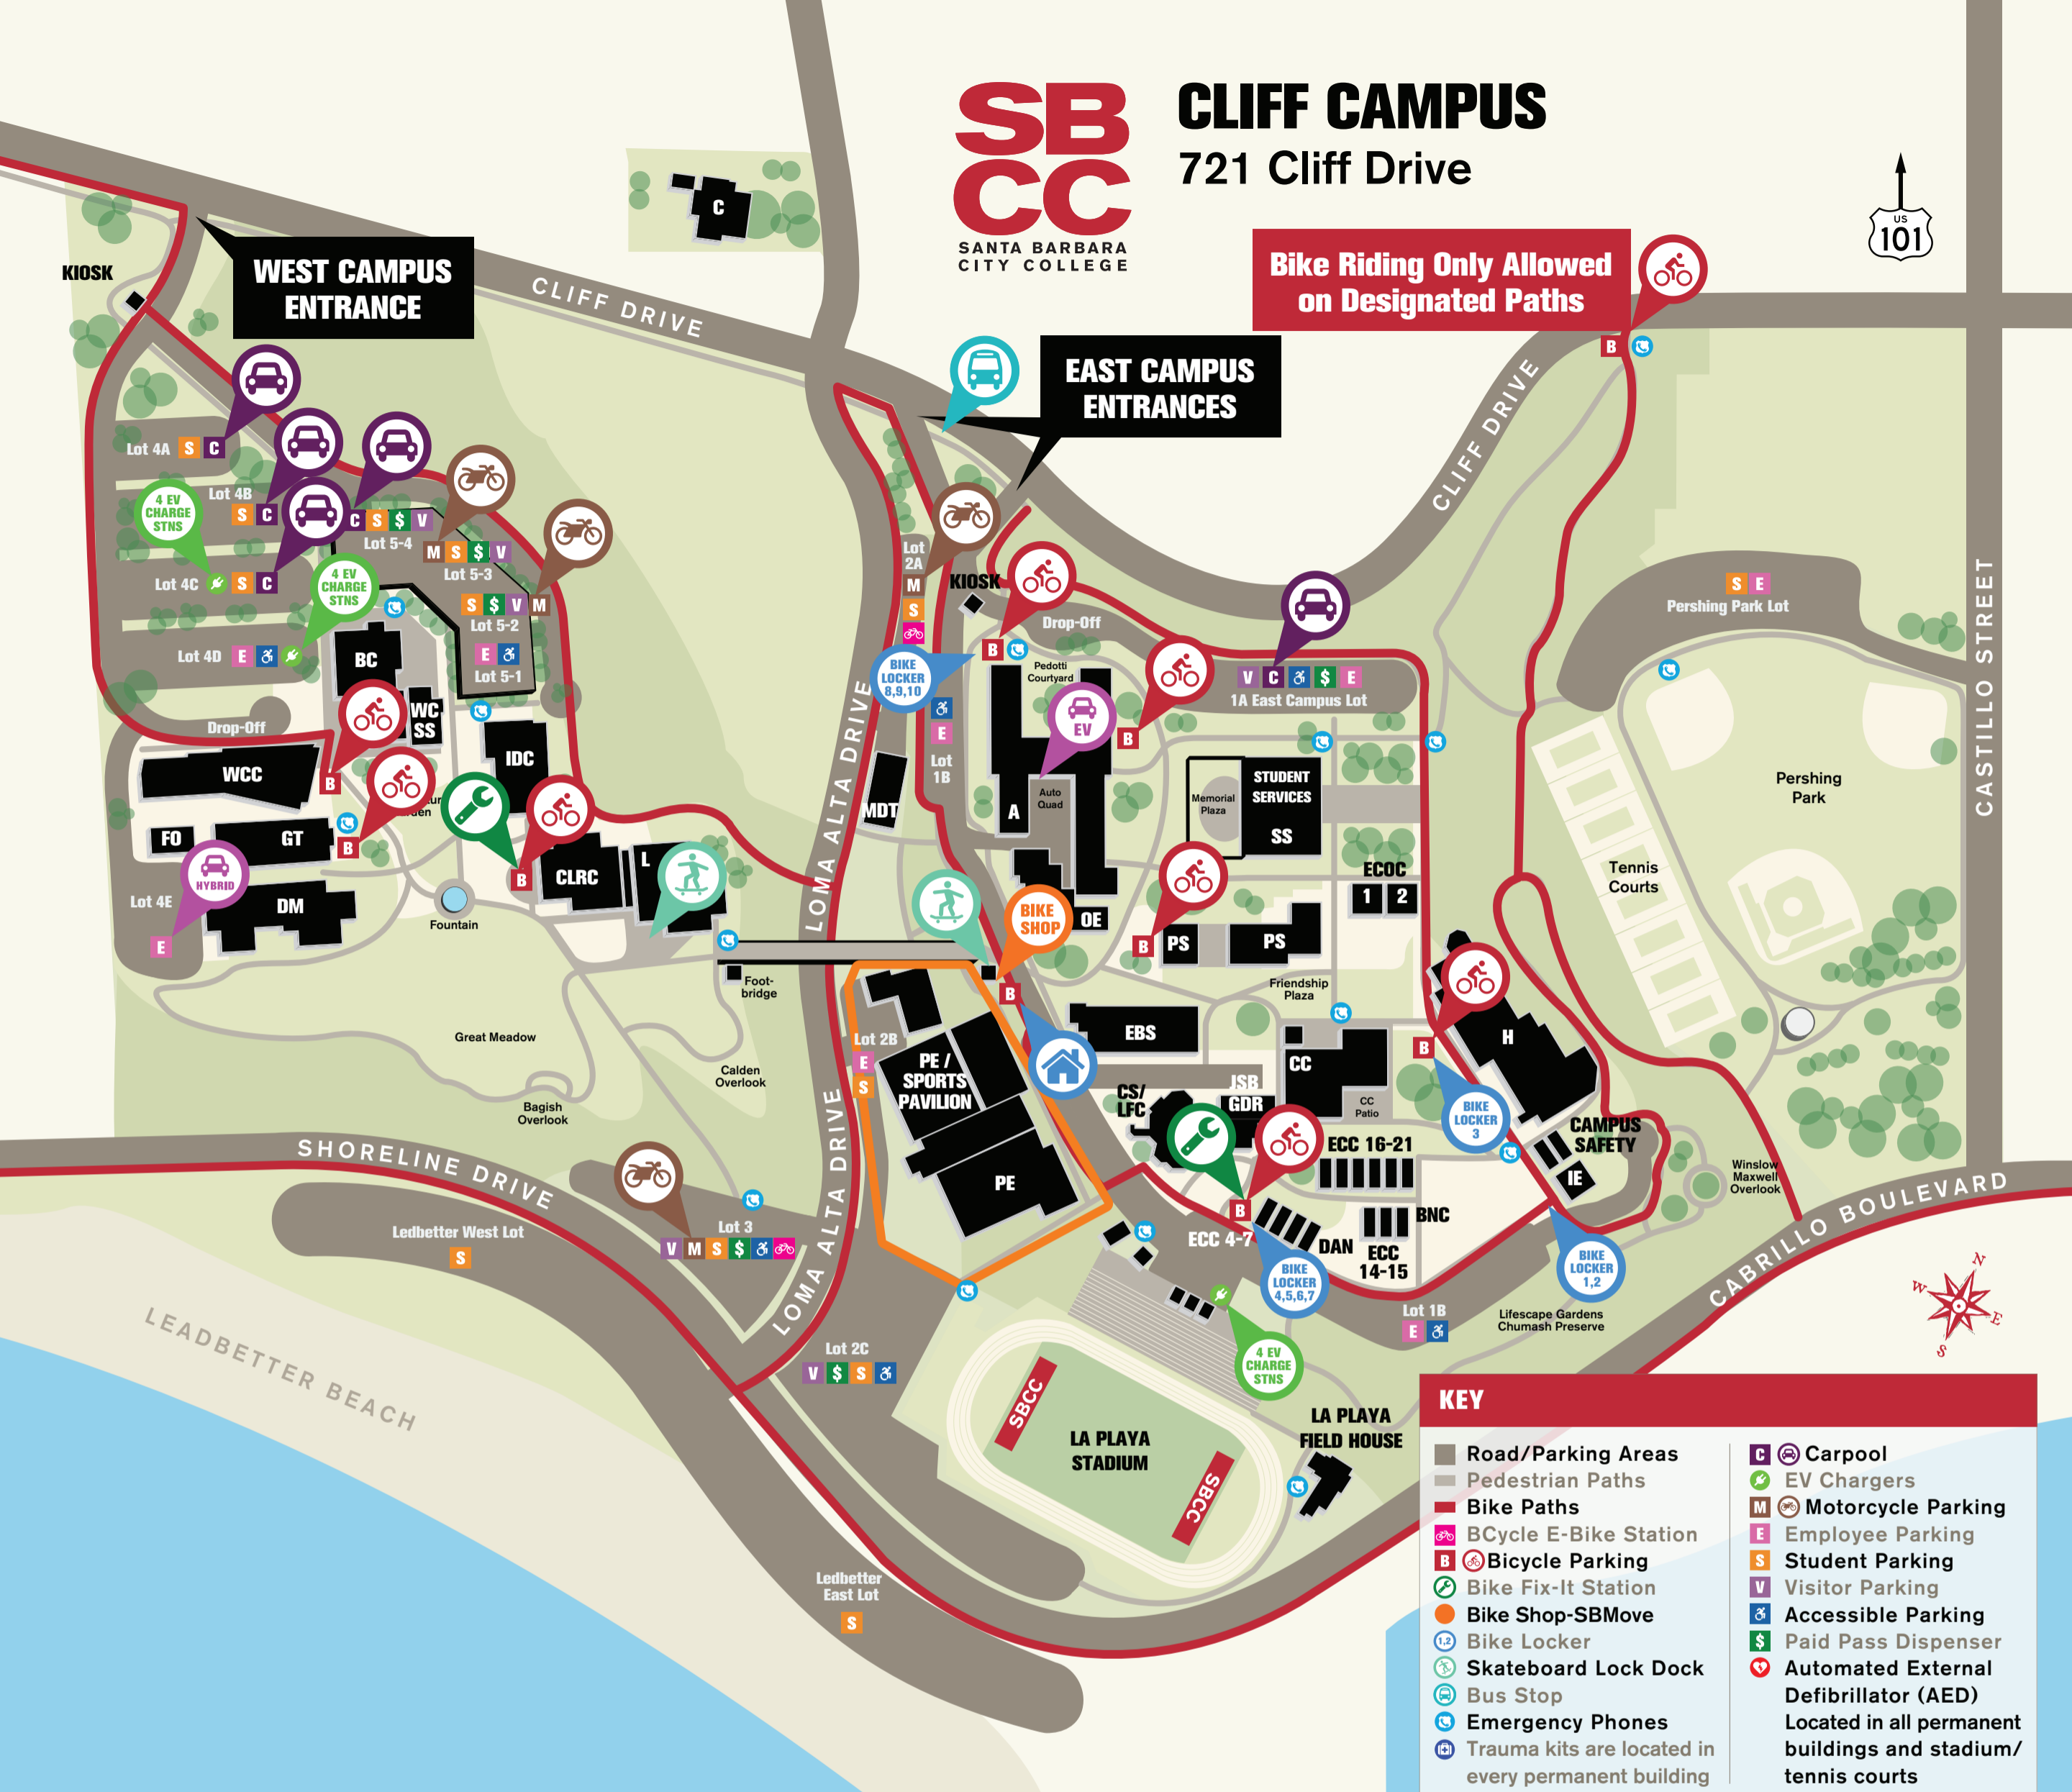 SB
CC
SANTA BARBARA
CITY COLLEGE
CLIFF CAMPUS
721 Cliff Drive
US
101
Bike Riding Only Allowed
on Designated Paths
B
WEST CAMPUS
ENTRANCE
KIOSK
C
CLIFF DRIVE
EAST CAMPUS
ENTRANCES
CLIFF DRIVE
CASTILLO STREET
Lot 4A S C
Lot 4B
S C
4 EV
CHARGE
STNS
C S $ V
Lot 5-4
M S $ V
Lot 5-3
Lot 4C S C
4 EV
CHARGE
STNS
S $ V M
Lot 5-2
E
Lot 5-1
Lot 4D E
BC
WC
SS
IDC
Drop-Off
WCC
B
FO
GT
B
HYBRID
Lot 4E
E
DM
Fountain
B
CLRC
L
Foot-
bridge
Great Meadow
Bagish
Overlook
Calden
Overlook
Lot
2A
M
S
KIOSK
Drop-Off
B
Pedotti
Courtyard
BIKE
LOCKER
8,9,10
E
Lot
1B
EV
B
V C $ E
1A East Campus Lot
S E
Pershing Park Lot
LOMA ALTA DRIVE
MDT
A
Auto
Quad
Memorial
Plaza
STUDENT
SERVICES
SS
Pershing
Park
Tennis
Courts
ECOC
1 2
BIKE
SHOP
OE
B
PS
PS
Friendship
Plaza
B
EBS
Lot 2B
E
S
PE /
SPORTS
PAVILION
PE
CC
CC
Patio
JSB
GDR
CS/
LFC
H
B
BIKE
LOCKER
3
CAMPUS
SAFETY
IE
ECC 16-21
B
ECC 4-7
DAN
BNC
ECC
14-15
BIKE
LOCKER
4,5,6,7
BIKE
LOCKER
1,2
Winslow
Maxwell
Overlook
Lot 1B
E
Lifescape Gardens
Chumash Preserve
CABRILLO BOULEVARD
N
W
E
S
SHORELINE DRIVE
Ledbetter West Lot
S
Lot 3
V M S $
LOMA ALTA DRIVE
LEADBETTER BEACH
Lot 2C
V $ S
4 EV
CHARGE
STNS
SBCC
LA PLAYA
STADIUM
SBCC
LA PLAYA
FIELD HOUSE
Ledbetter
East Lot
S
KEY
Road/Parking Areas
Pedestrian Paths
Bike Paths
BCycle E-Bike Station
B Bicycle Parking
Bike Fix-It Station
Bike Shop-SBMove
1,2 Bike Locker
Skateboard Lock Dock
Bus Stop
Emergency Phones
Trauma kits are located in
every permanent building
C Carpool
EV Chargers
M Motorcycle Parking
E Employee Parking
S Student Parking
V Visitor Parking
Accessible Parking
$ Paid Pass Dispenser
Automated External
Defibrillator (AED)
Located in all permanent
buildings and stadium/
tennis courts